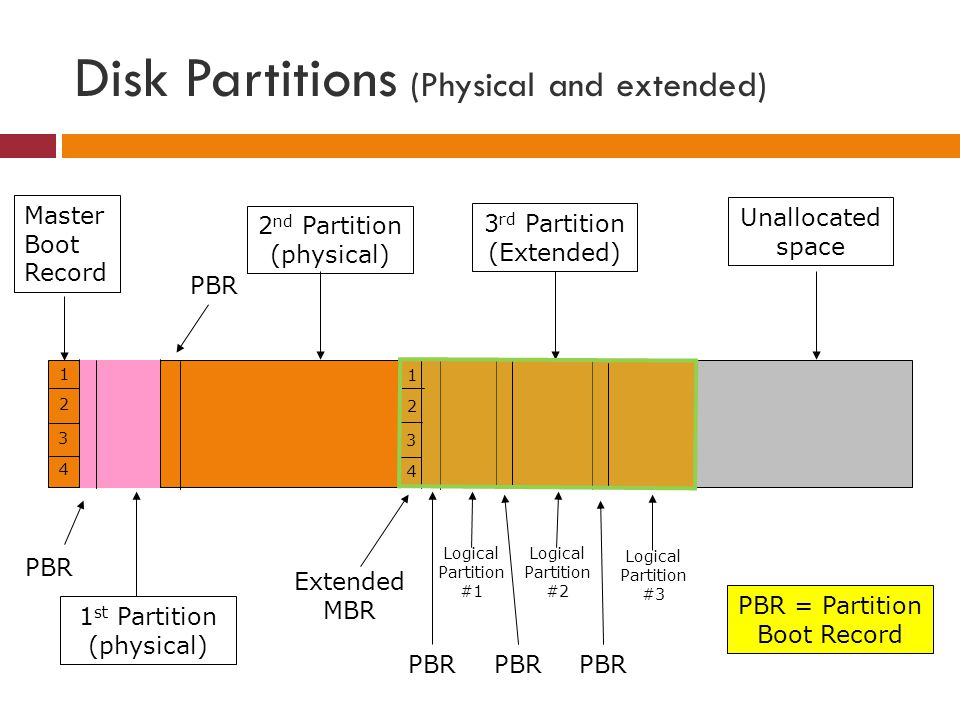 Disk Partitions (Physical and extended)
Master
Boot
Record
2nd Partition
(physical)
3rd Partition
(Extended)
Unallocated
space
PBR
1
2
3
4
1
2
3
4
PBR
1st Partition
(physical)
Extended
MBR
Logical
Partition
#1
Logical
Partition
#2
Logical
Partition
#3
PBR
PBR
PBR
PBR = Partition
Boot Record